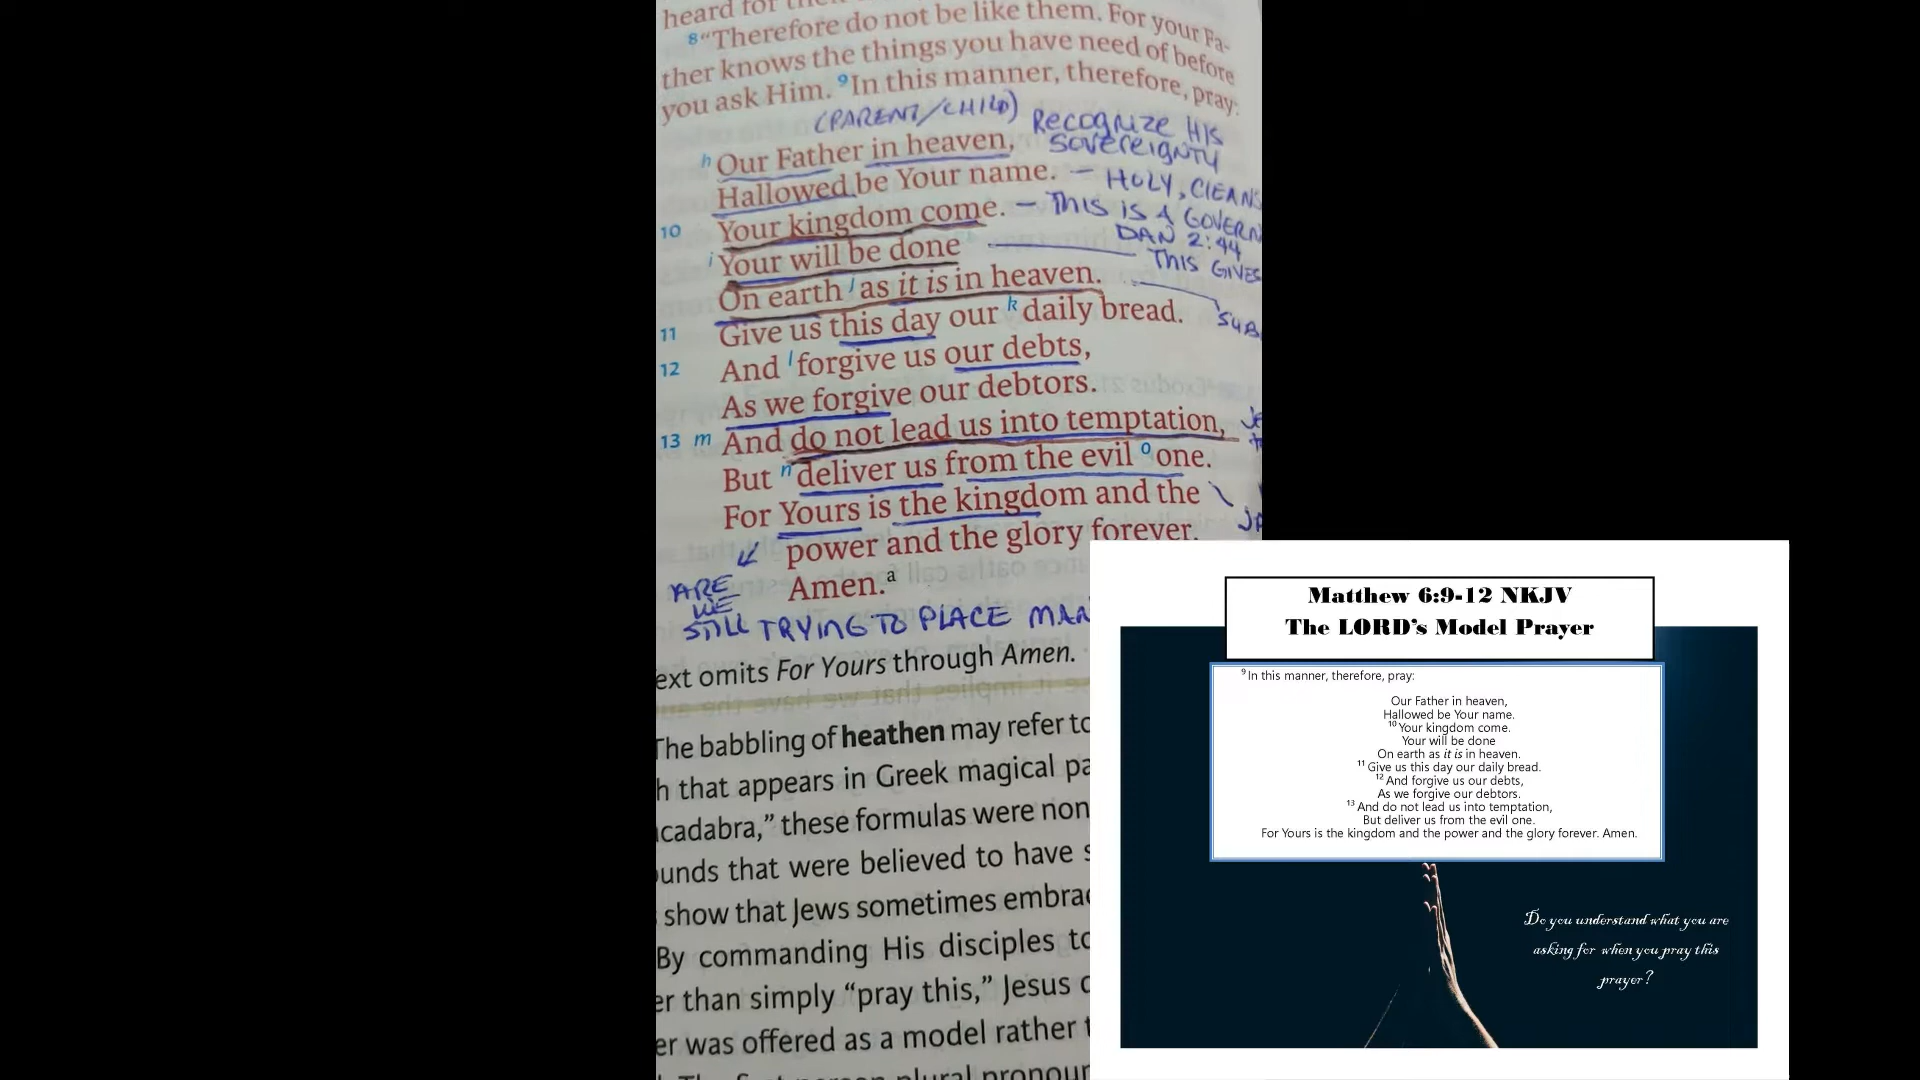 heard for
8 “Therefore do not be like them. For your Fa-
ther knows the things you have need of before
you ask Him. 9 In this manner, therefore, pray:
(PARENT/CHILD) Recognize HIS
SOVEREIGNTY
h Our Father in heaven,
Hallowed be Your name. – HOLY, CLEANS
10 Your kingdom come. – THIS IS A GOVERN
DAN 2:44
i Your will be done
THIS GIVES
On earth j as it is in heaven.
SUB
11 Give us this day our k daily bread.
12 And l forgive us our debts,
As we forgive our debtors.
13 m And do not lead us into temptation,
But n deliver us from the evil o one.
For Yours is the kingdom and the
power and the glory forever.
Amen. a
ARE
WE
STILL TRYING TO PLACE MAN
ext omits For Yours through Amen.
The babbling of heathen may refer to
h that appears in Greek magical pa
cadabra,” these formulas were non
ounds that were believed to have s
show that Jews sometimes embrac
By commanding His disciples to
er than simply “pray this,” Jesus
er was offered as a model rather
plural pronoun
Matthew 6:9-12 NKJV
The LORD’s Model Prayer
9 In this manner, therefore, pray:
Our Father in heaven,
Hallowed be Your name.
10 Your kingdom come.
Your will be done
On earth as it is in heaven.
11 Give us this day our daily bread.
12 And forgive us our debts,
As we forgive our debtors.
13 And do not lead us into temptation,
But deliver us from the evil one.
For Yours is the kingdom and the power and the glory forever. Amen.
Do you understand what you are
asking for when you pray this
prayer?